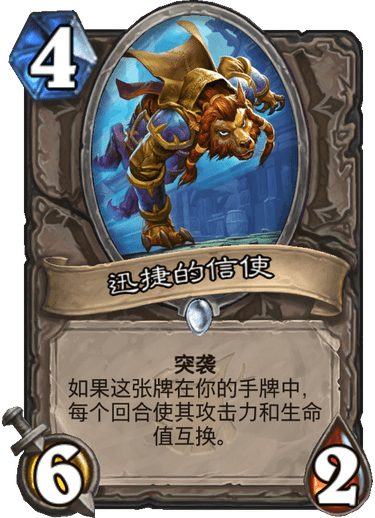 4
迅捷的信使
突袭
如果这张牌在你的手牌中，
每个回合使其攻击力和生命
值互换。
6
2